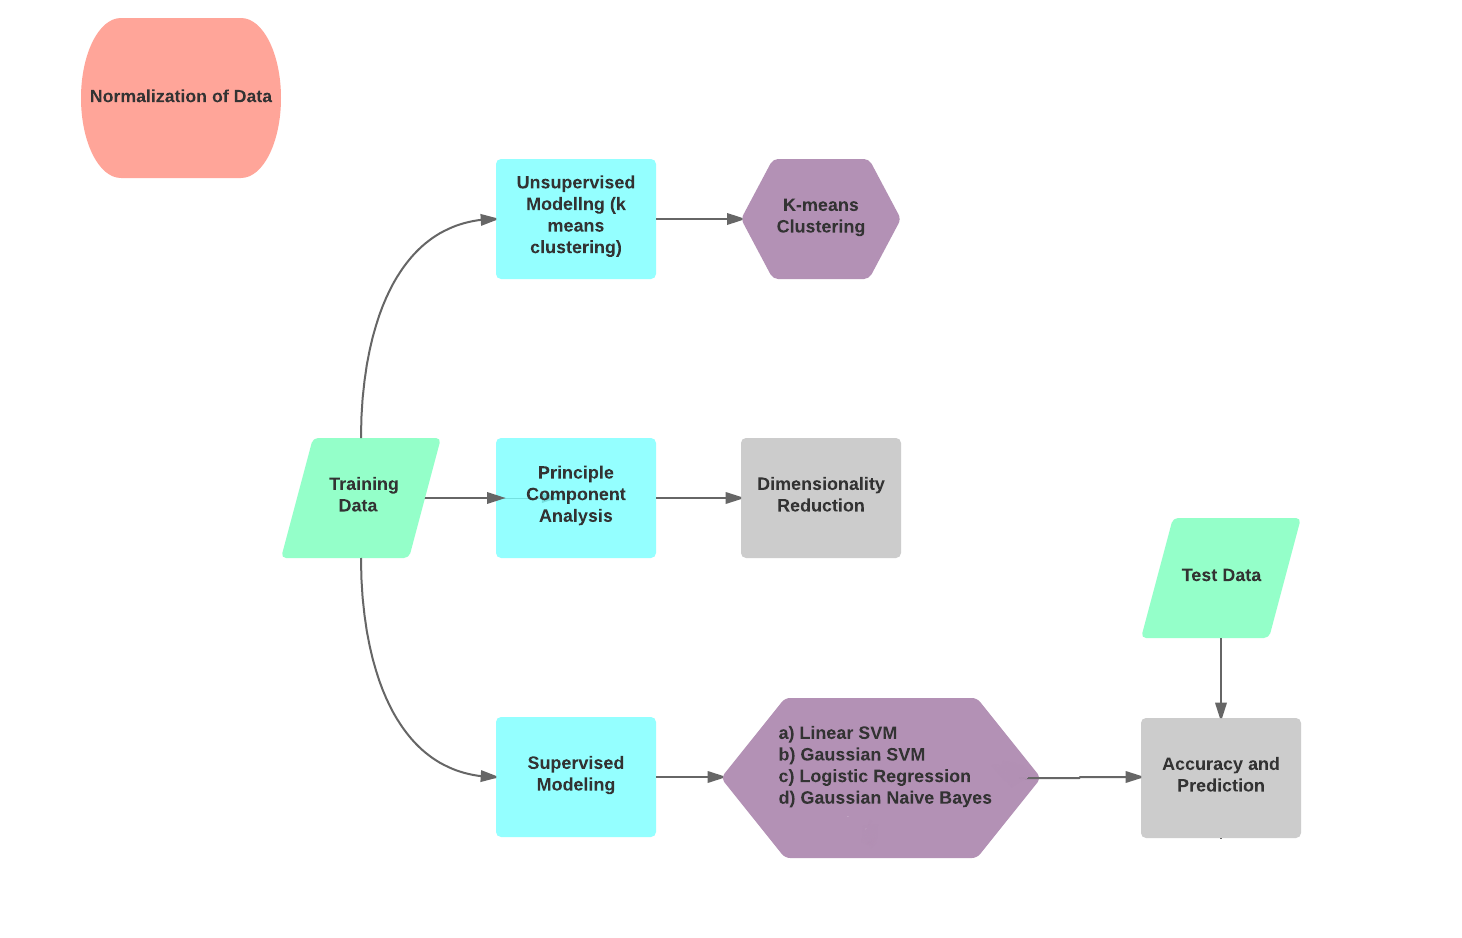 Normalization of Data
Unsupervised
Modellng (k
means
clustering)
K-means
Clustering
Training
Data
Principle
Component
Analysis
Dimensionality
Reduction
Test Data
Supervised
Modeling
a) Linear SVM
b) Gaussian SVM
c) Logistic Regression
d) Gaussian Naive Bayes
Accuracy and
Prediction